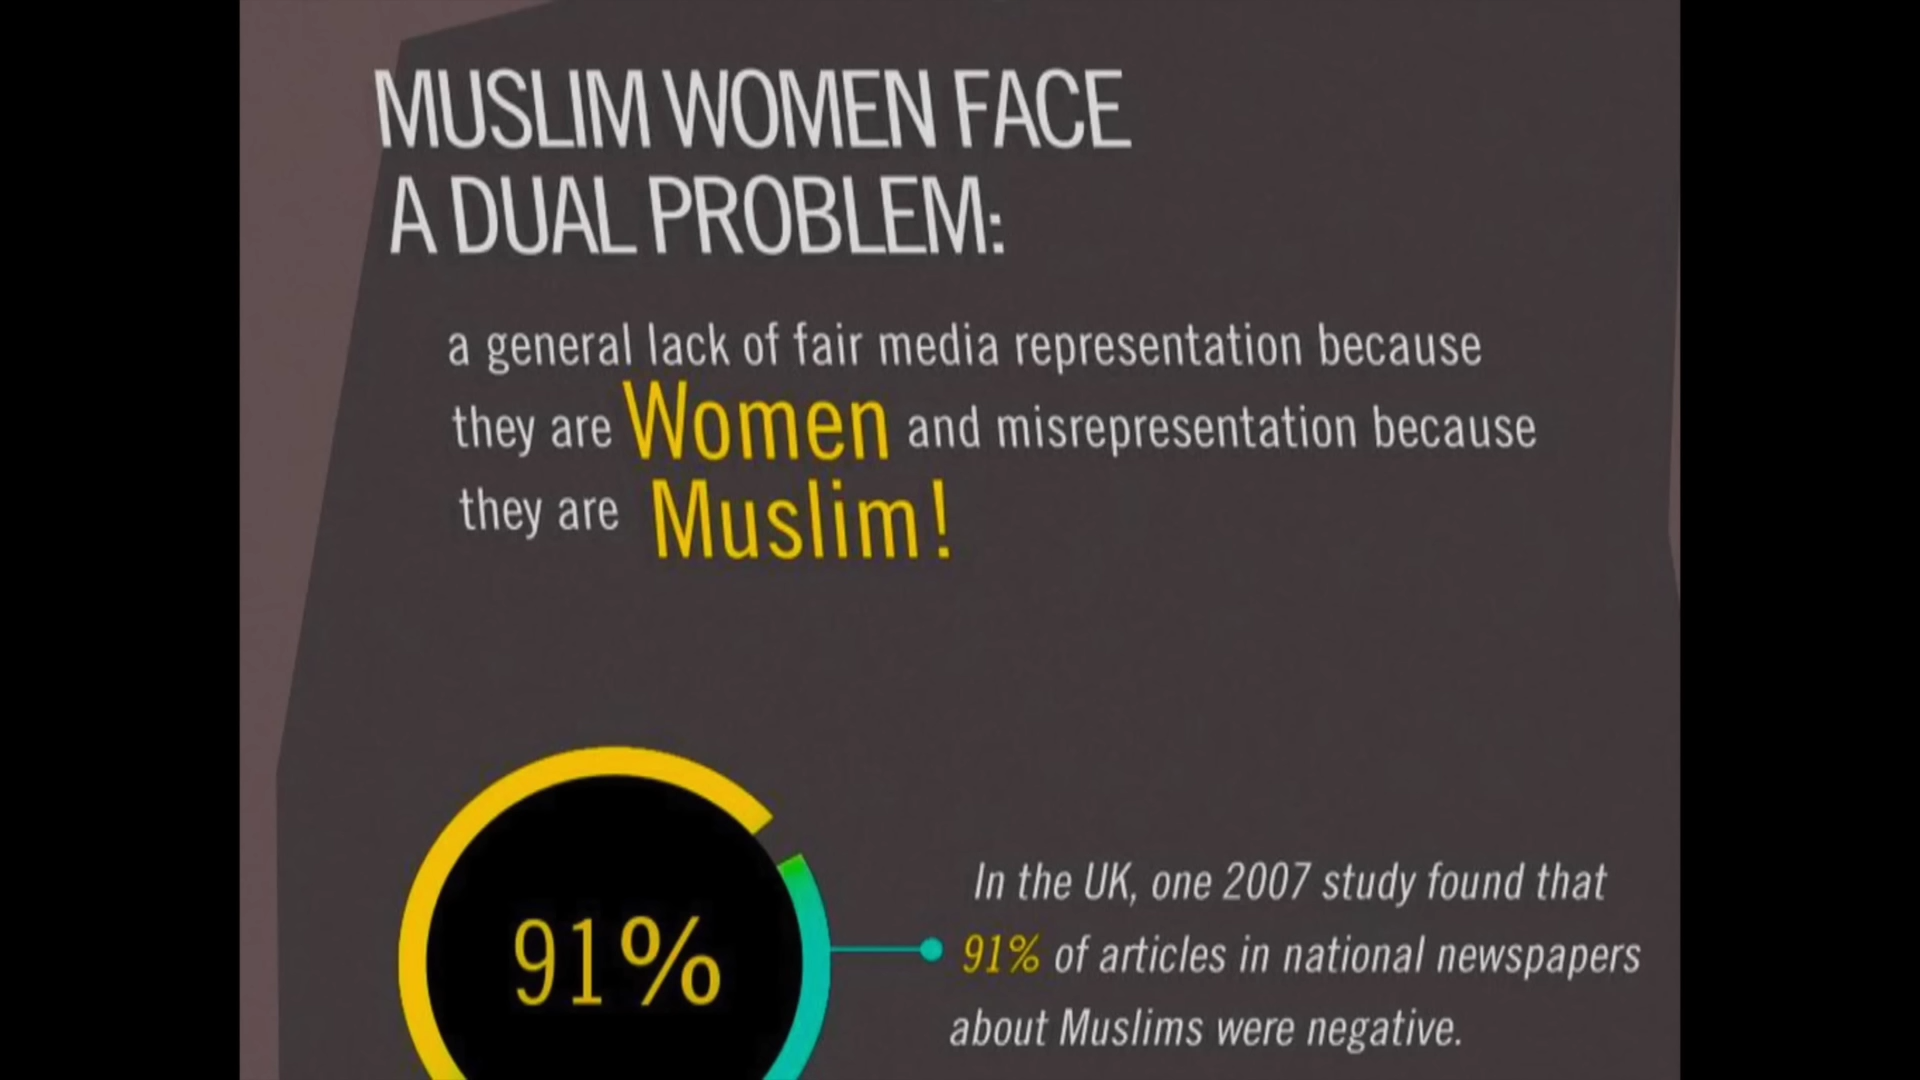 MUSLIM WOMEN FACE
A DUAL PROBLEM:
a general lack of fair media representation because
they are Women and misrepresentation because
they are Muslim!
91%
In the UK, one 2007 study found that
91% of articles in national newspapers
about Muslims were negative.